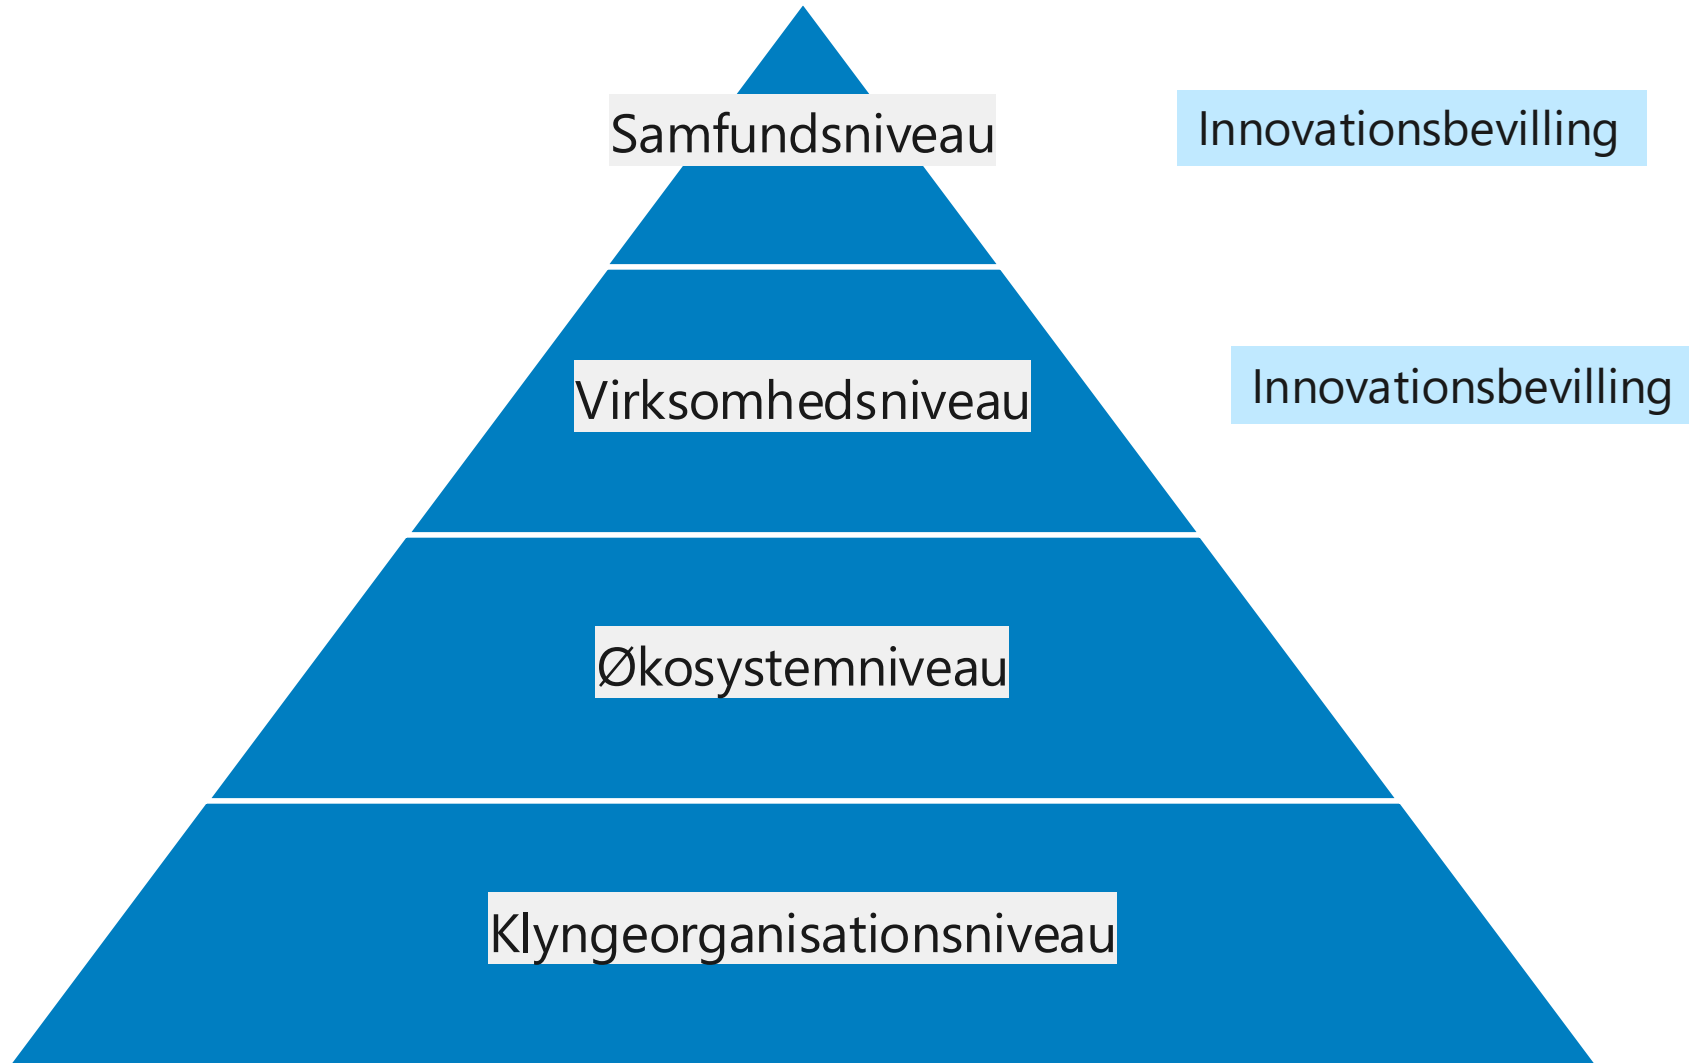 Samfundsniveau
Innovationsbevilling
Virksomhedsniveau
Innovationsbevilling
Økosystemniveau
Klyngeorganisationsniveau